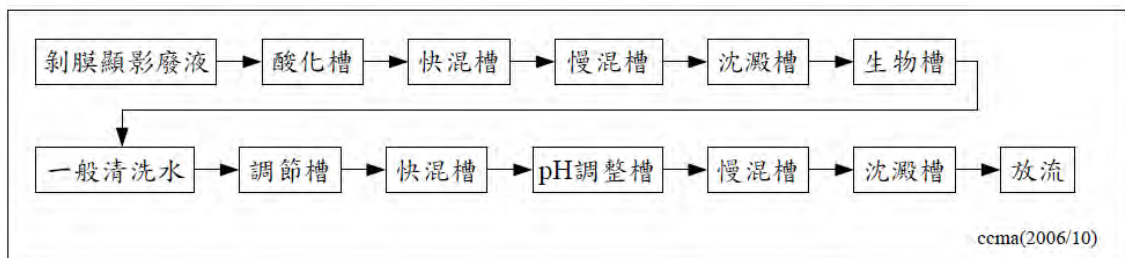 剝膜顯影廢液 酸化槽 快混槽 慢混槽 沈澱槽 生物槽
一般清洗水 調節槽 快混槽 pH調整槽 慢混槽 沈澱槽 放流
ccma(2006/10)